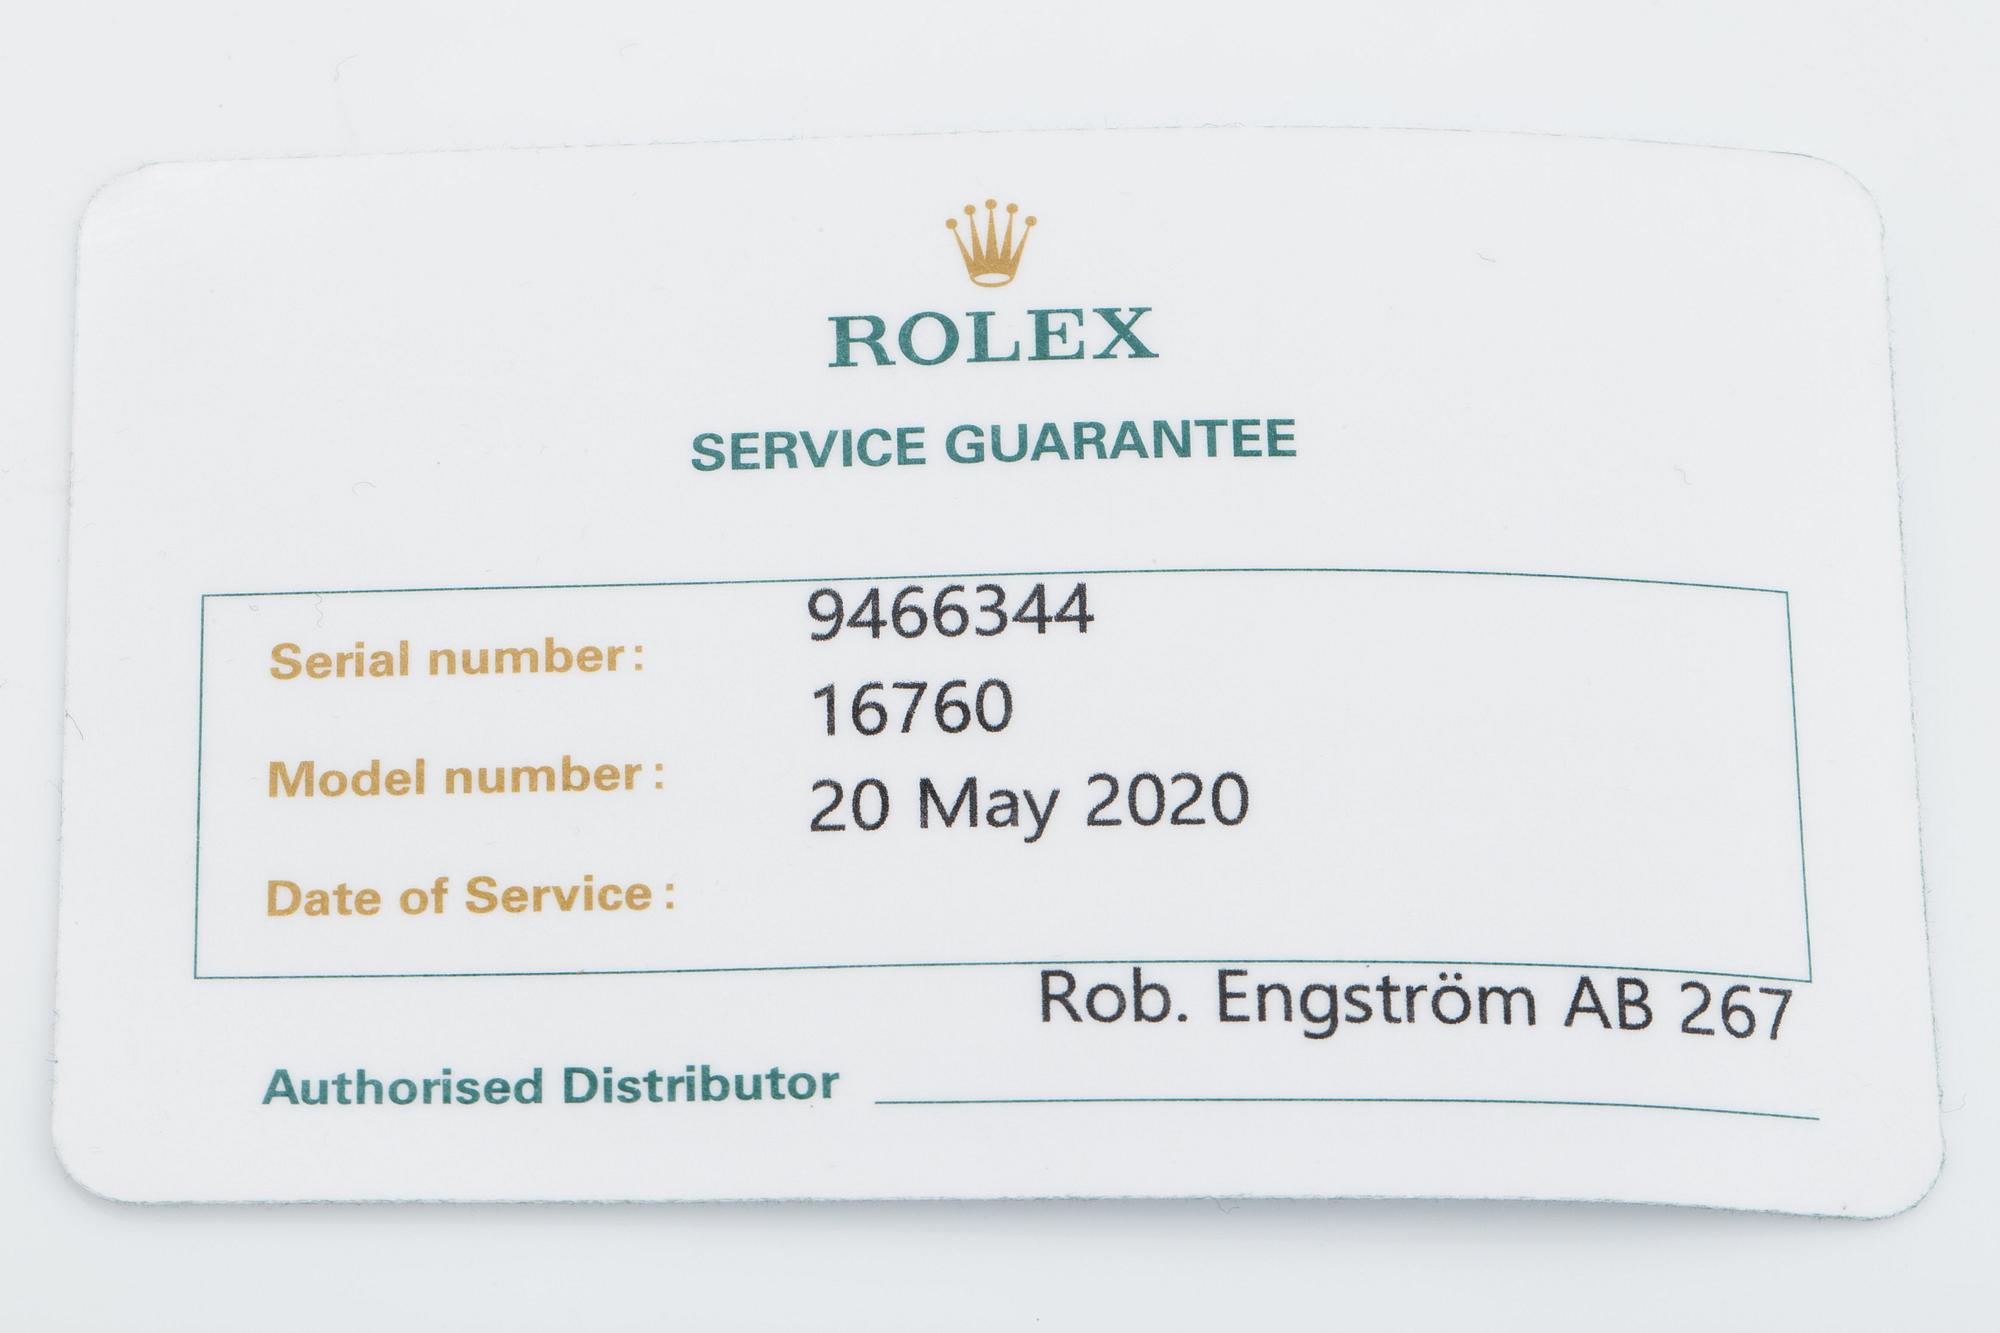 ROLEX
SERVICE GUARANTEE
Serial number: 9466344
Model number: 16760
Date of Service: 20 May 2020
Rob. Engström AB 267
Authorised Distributor